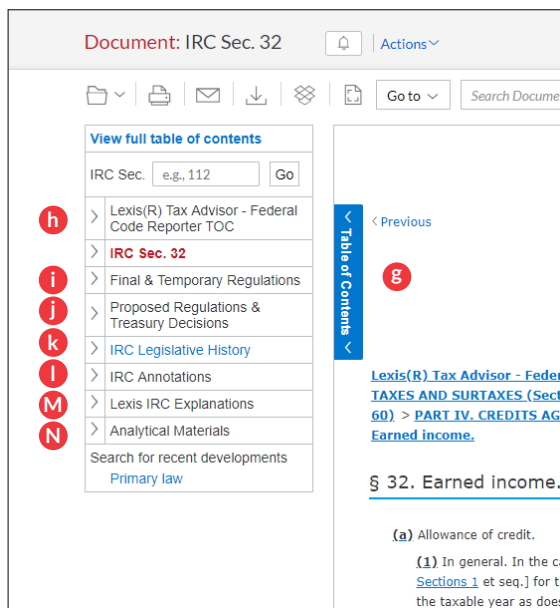 Document: IRC Sec. 32
Actions
Go to
Search Docume
View full table of contents
IRC Sec. e.g., 112 Go
h
Lexis(R) Tax Advisor - Federal
Code Reporter TOC
IRC Sec. 32
i
Final & Temporary Regulations
j
Proposed Regulations &
Treasury Decisions
k
IRC Legislative History
l
IRC Annotations
M
Lexis IRC Explanations
N
Analytical Materials
Search for recent developments
Primary law
Table of Contents
Previous
g
Lexis(R) Tax Advisor - Feder
TAXES AND SURTAXES (Sect
60) > PART IV. CREDITS AG
Earned income.
§ 32. Earned income.
(a) Allowance of credit.
(1) In general. In the ca
Sections 1 et seq.] for t
the taxable year as does